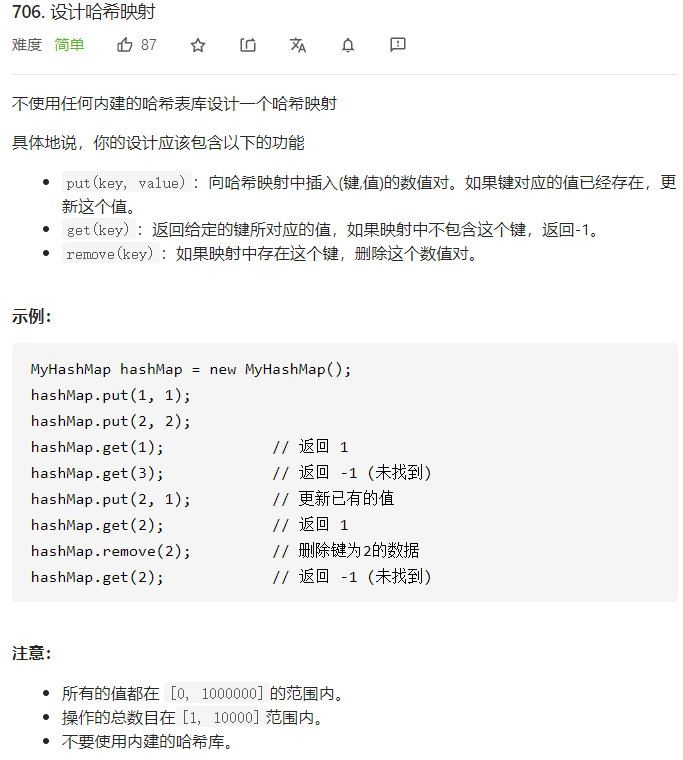 706. 设计哈希映射
难度 简单 87
不使用任何内建的哈希表库设计一个哈希映射
具体地说，你的设计应该包含以下的功能
put(key, value)：向哈希映射中插入(键,值)的数值对。如果键对应的值已经存在，更
新这个值。
get(key)：返回给定的键所对应的值，如果映射中不包含这个键，返回-1。
remove(key)：如果映射中存在这个键，删除这个数值对。
示例：
MyHashMap hashMap = new MyHashMap();
hashMap.put(1, 1);
hashMap.put(2, 2);
hashMap.get(1); // 返回 1
hashMap.get(3); // 返回 -1 (未找到)
hashMap.put(2, 1); // 更新已有的值
hashMap.get(2); // 返回 1
hashMap.remove(2); // 删除键为2的数据
hashMap.get(2); // 返回 -1 (未找到)
注意：
所有的值都在 [0, 1000000]的范围内。
操作的总数目在[1, 10000]范围内。
不要使用内建的哈希库。